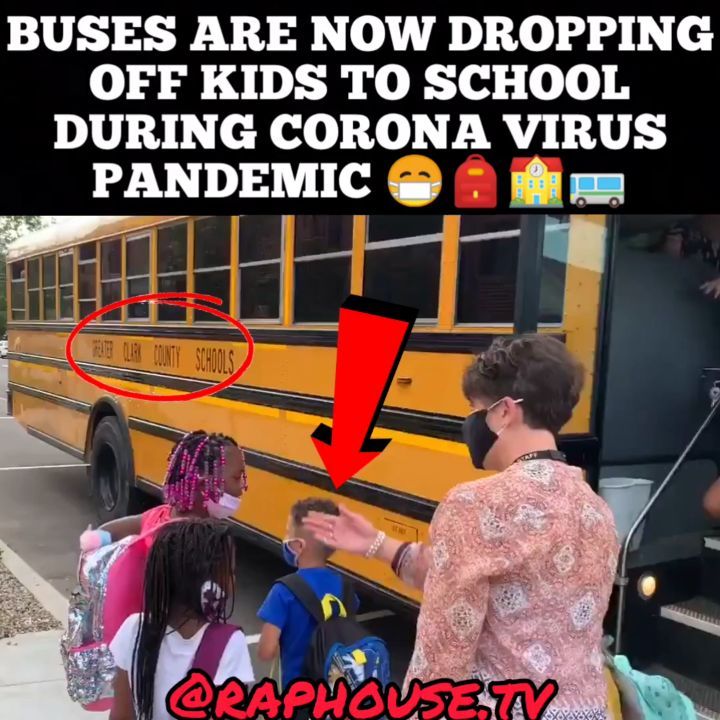 BUSES ARE NOW DROPPING
OFF KIDS TO SCHOOL
DURING CORONA VIRUS
PANDEMIC 😷🎒🏫🚐
GREATER CLARK COUNTY SCHOOLS
STAFF
@RAPHOUSE.TV